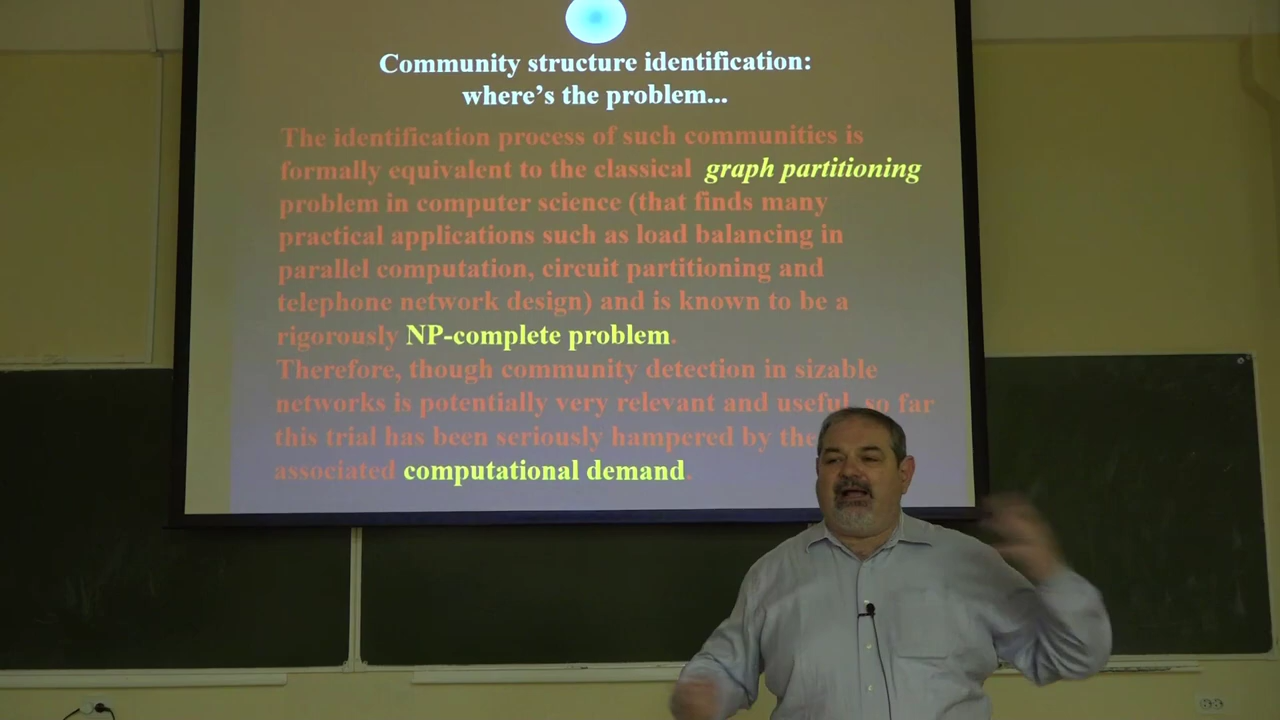 Community structure identification:
where's the problem...
The identification process of such communities is
formally equivalent to the classical graph partitioning
problem in computer science (that finds many
practical applications such as load balancing in
parallel computation, circuit partitioning and
telephone network design) and is known to be a
rigorously NP-complete problem.
Therefore, though community detection in sizable
networks is potentially very relevant and useful, so far
this trial has been seriously hampered by the
associated computational demand.